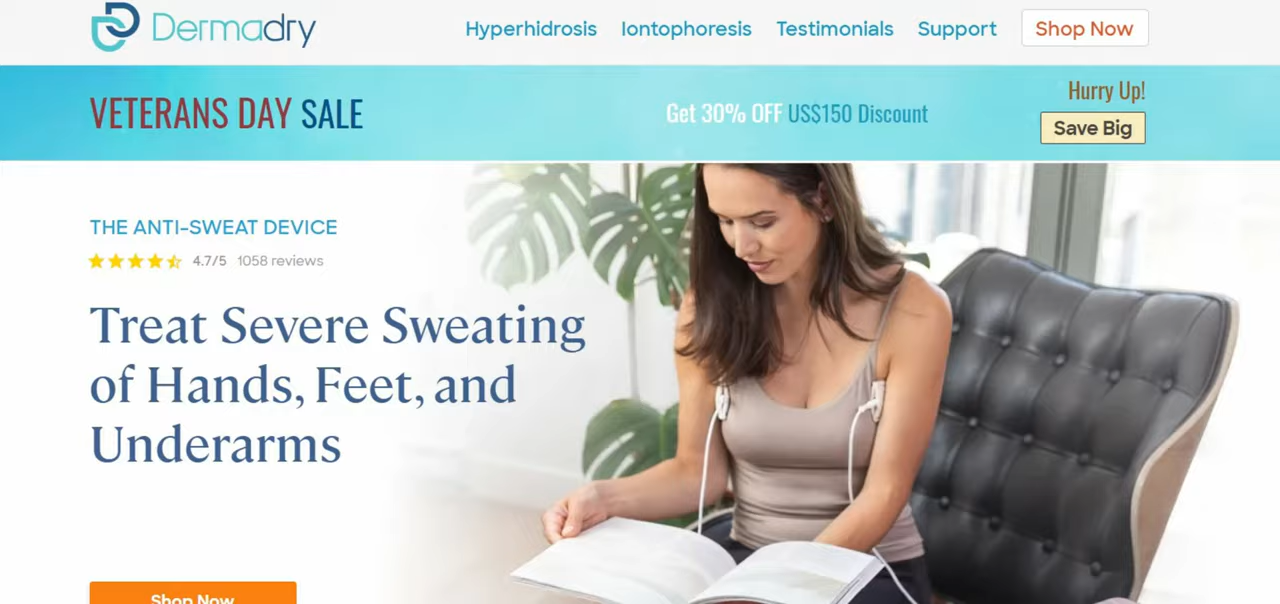 Dermadry
Hyperhidrosis Iontophoresis Testimonials Support Shop Now
VETERANS DAY SALE
Get 30% OFF US$150 Discount
Hurry Up!
Save Big
THE ANTI-SWEAT DEVICE
4.7/5 1058 reviews
Treat Severe Sweating
of Hands, Feet, and
Underarms
Shop Now